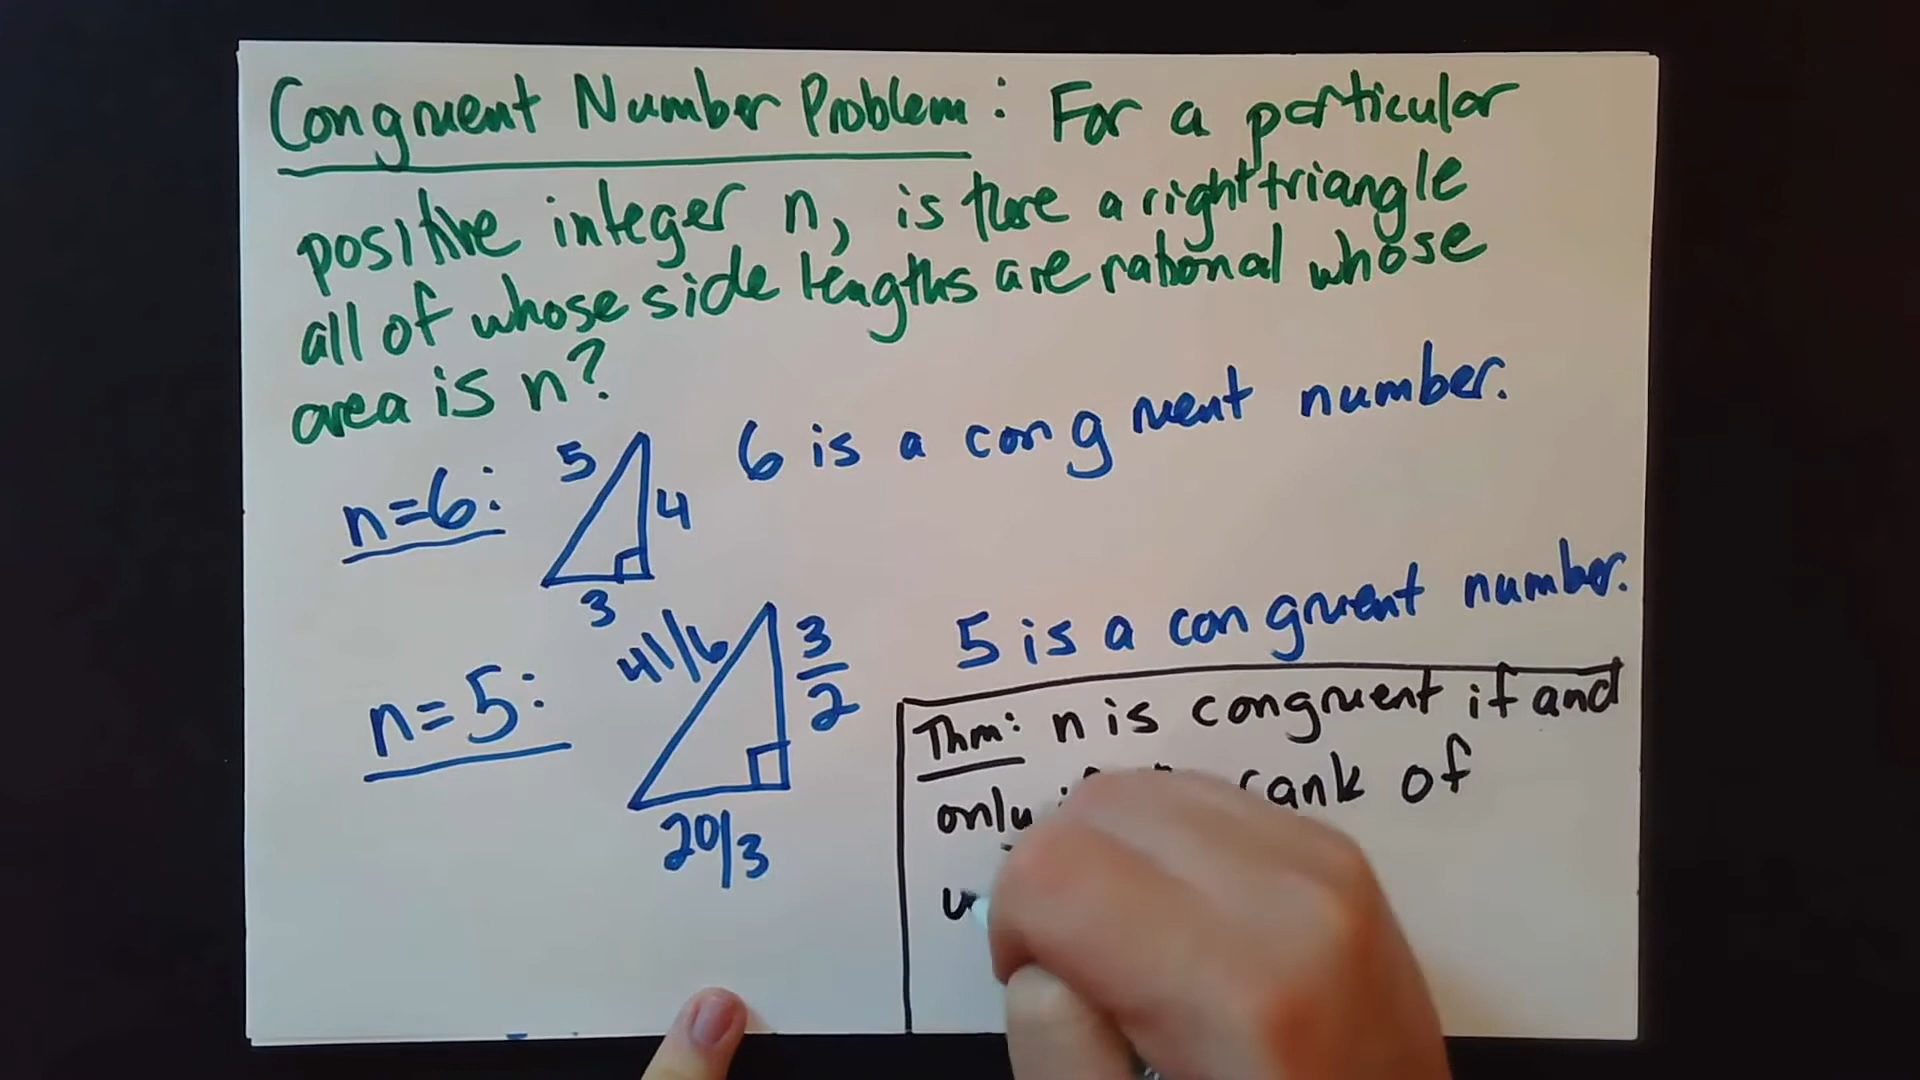 Congruent Number Problem: For a particular
positive integer n, is there a right triangle
all of whose side lengths are rational whose
area is n?
n=6:
5
4
3
6 is a congruent number.
n=5:
41/6
3
2
20/3
5 is a congruent number.
Thm: n is congruent if and
only rank of